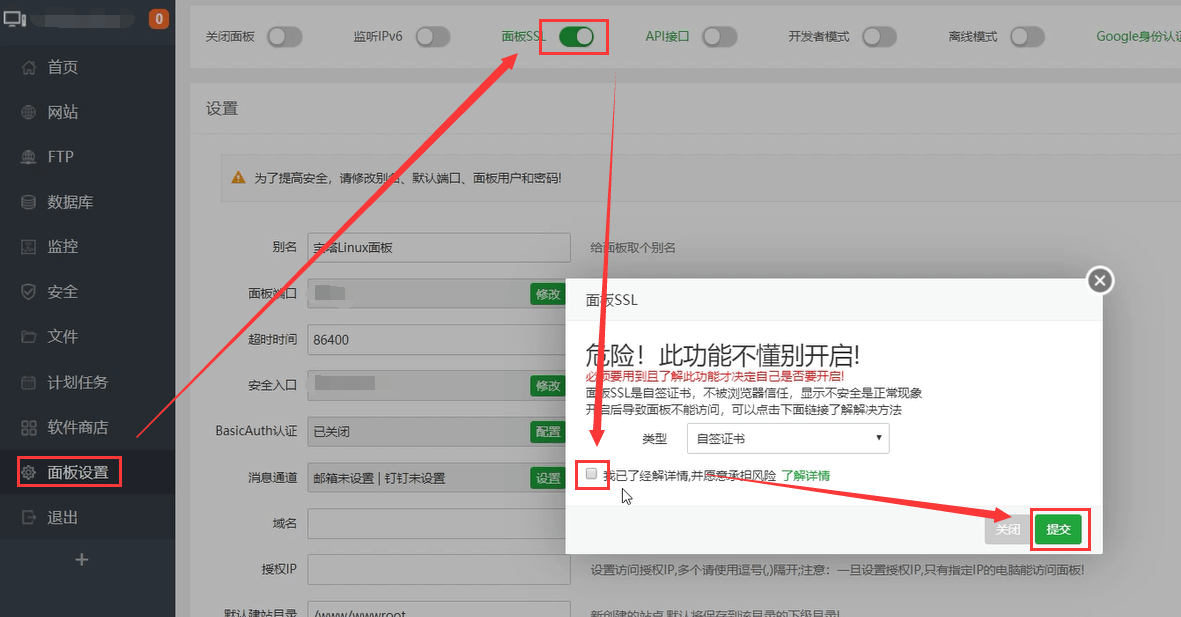 0
首页
网站
FTP
数据库
监控
安全
文件
计划任务
软件商店
面板设置
退出
关闭面板
监听IPv6
面板SSL
API接口
开发者模式
离线模式
Google身份认证
设置
为了提高安全，请修改别名、默认端口、面板用户和密码!
别名
宝塔Linux面板
给面板取个别名
面板端口
修改
超时时间
86400
安全入口
修改
BasicAuth认证
已关闭
配置
消息通道
邮箱未设置 | 钉钉未设置
设置
域名
授权IP
设置访问授权IP,多个请使用逗号(,)隔开;注意：一旦设置授权IP,只有指定IP的电脑能访问面板!
默认建站目录
/www/wwwroot
新创建的站点,默认将保存到该目录的下级目录!
面板SSL
危险！此功能不懂别开启!
必须要用到且了解此功能才决定自己是否要开启!
面板SSL是自签证书，不被浏览器信任，显示不安全是正常现象
开启后导致面板不能访问，可以点击下面链接了解解决方法
类型
自签证书
我已了经解详情,并愿意承担风险 了解详情
关闭
提交